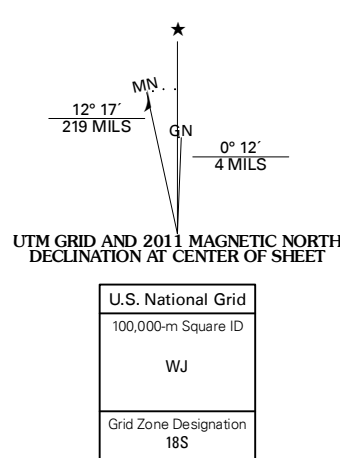 ★
MN
12° 17´
219 MILS
GN
0° 12´
4 MILS
UTM GRID AND 2011 MAGNETIC NORTH
DECLINATION AT CENTER OF SHEET
U.S. National Grid
100,000-m Square ID
WJ
Grid Zone Designation
18S